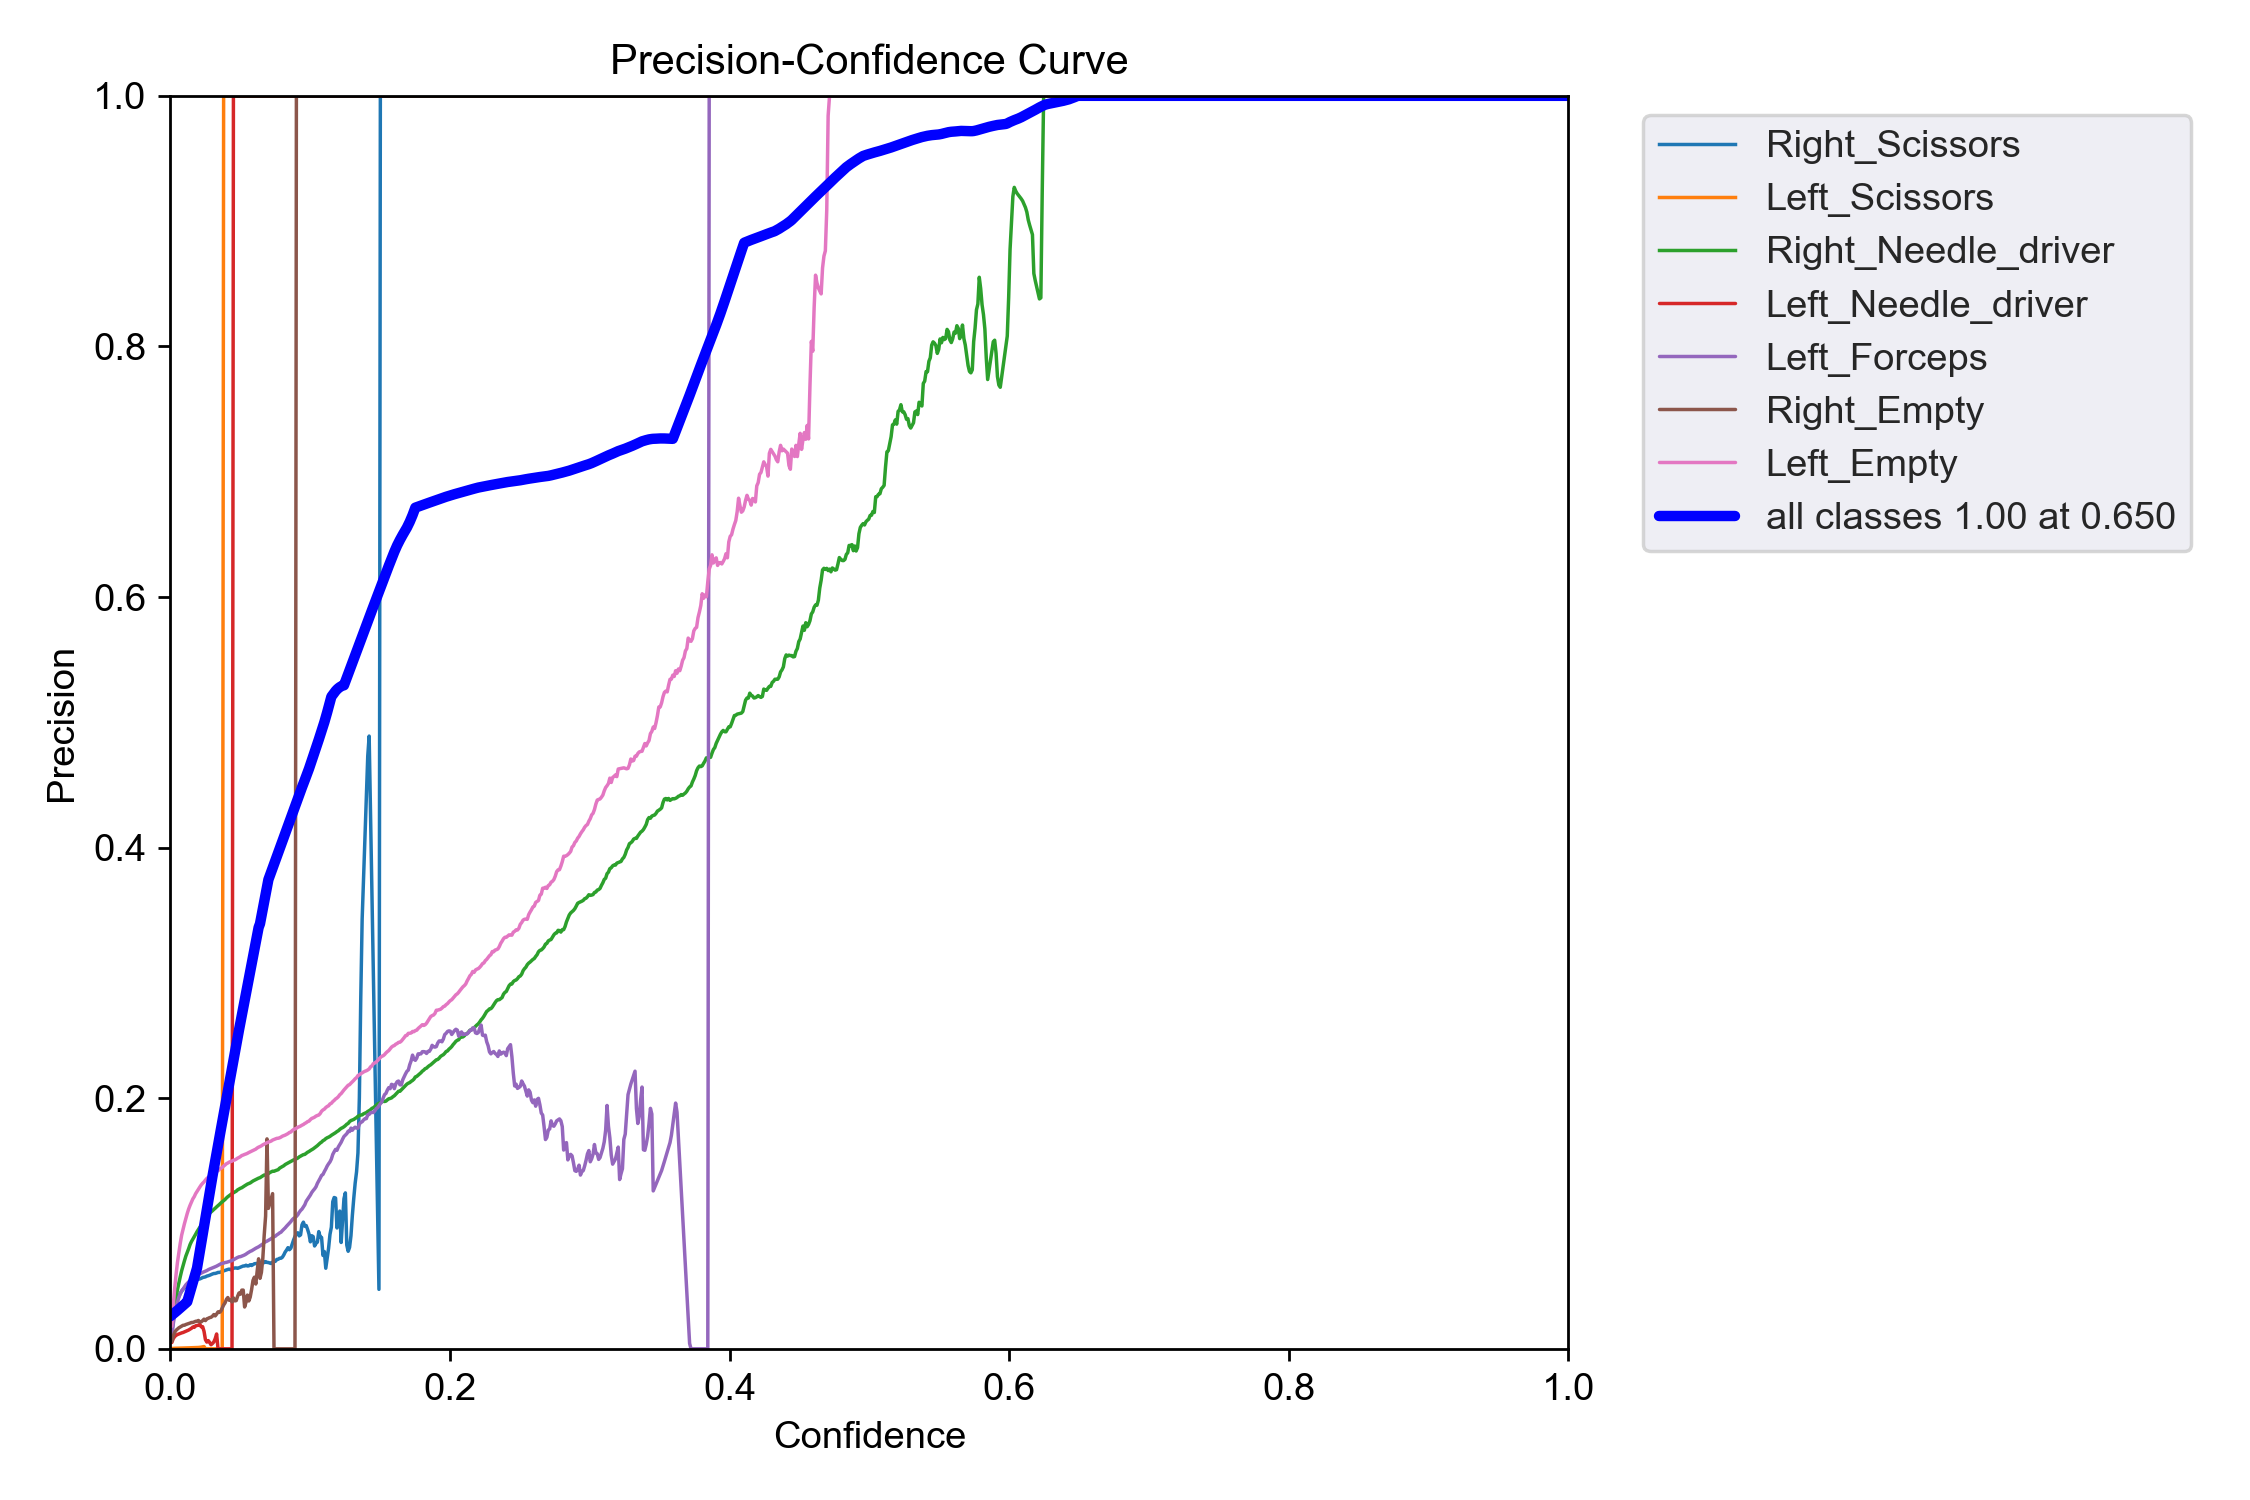 Precision-Confidence Curve
1.0
0.8
0.6
0.4
0.2
0.0
Precision
0.0 0.2 0.4 0.6 0.8 1.0
Confidence
Right_Scissors
Left_Scissors
Right_Needle_driver
Left_Needle_driver
Left_Forceps
Right_Empty
Left_Empty
all classes 1.00 at 0.650